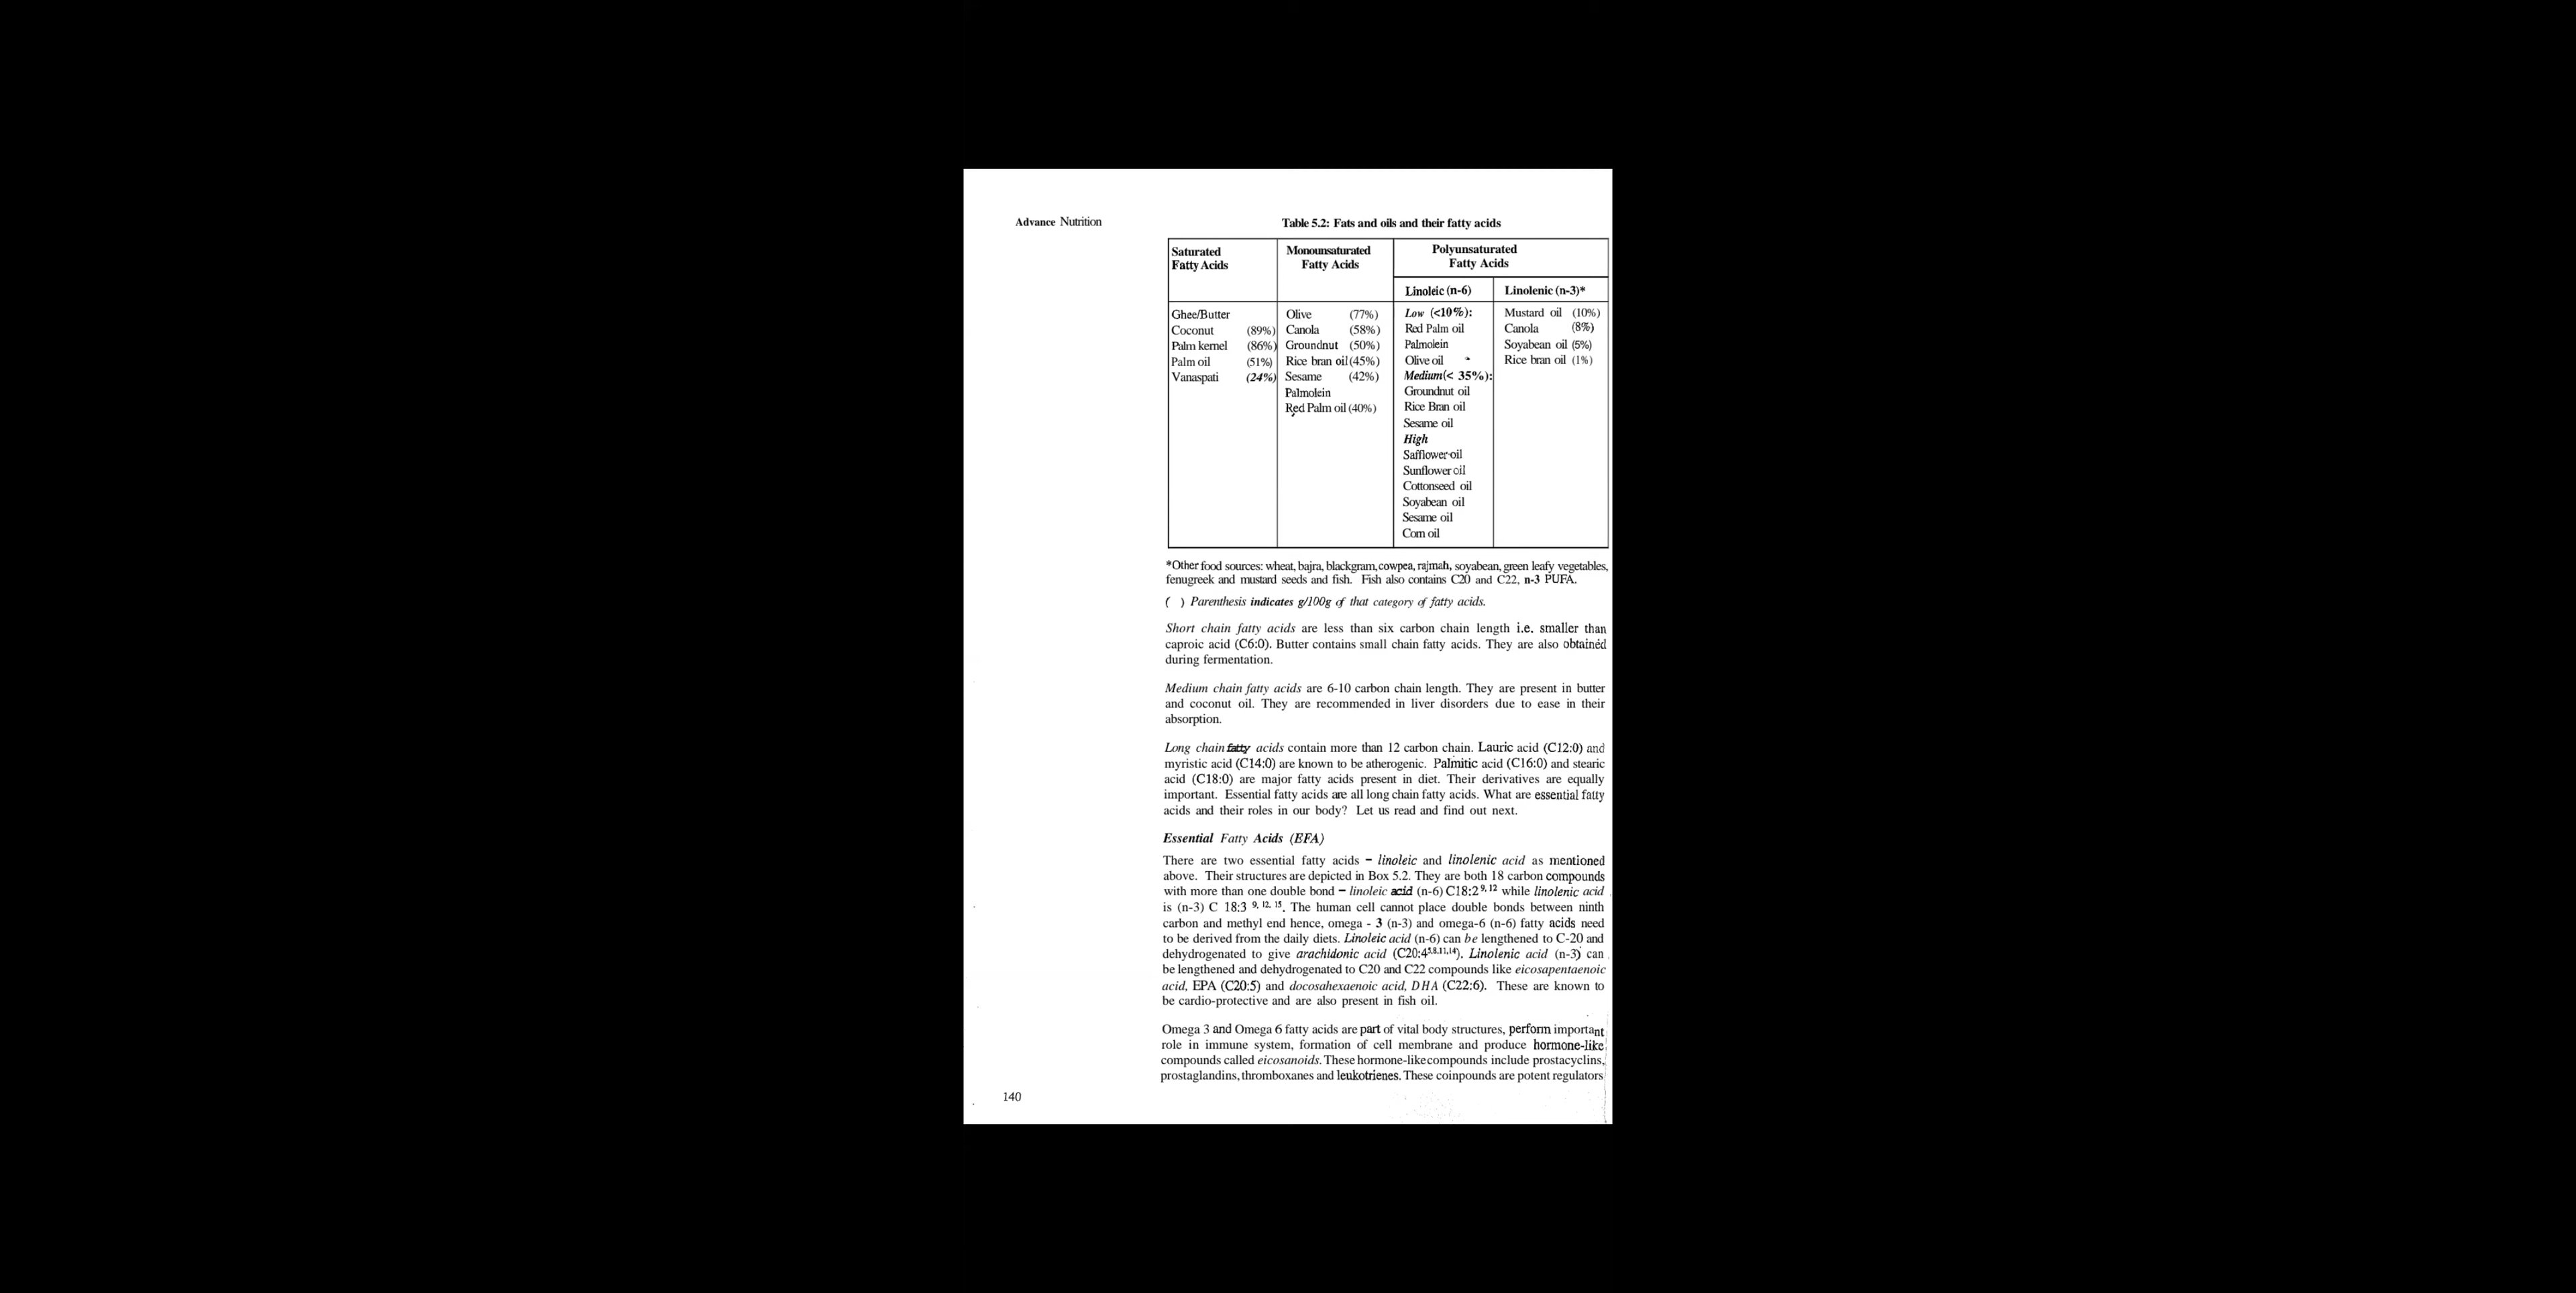 Advance Nutrition
Table 5.2: Fats and oils and their fatty acids
Saturated Fatty Acids
Monounsaturated Fatty Acids
Polyunsaturated Fatty Acids
Linoleic (n-6)
Linolenic (n-3)*
Ghee/Butter
Coconut (89%)
Palm kernel (86%)
Palm oil (51%)
Vanaspati (24%)
Olive (77%)
Canola (58%)
Groundnut (50%)
Rice bran oil (45%)
Sesame (42%)
Palmolein
Red Palm oil (40%)
Low (<10%):
Red Palm oil
Palmolein
Olive oil
Medium (< 35%):
Groundnut oil
Rice Bran oil
Sesame oil
High
Safflower oil
Sunflower oil
Cottonseed oil
Soyabean oil
Sesame oil
Corn oil
Mustard oil (10%)
Canola (8%)
Soyabean oil (5%)
Rice bran oil (1%)
*Other food sources: wheat, bajra, blackgram, cowpea, rajmah, soyabean, green leafy vegetables,
fenugreek and mustard seeds and fish. Fish also contains C20 and C22, n-3 PUFA.
( ) Parenthesis indicates g/100g of that category of fatty acids.
Short chain fatty acids are less than six carbon chain length i.e. smaller than
caproic acid (C6:0). Butter contains small chain fatty acids. They are also obtained
during fermentation.
Medium chain fatty acids are 6-10 carbon chain length. They are present in butter
and coconut oil. They are recommended in liver disorders due to ease in their
absorption.
Long chain fatty acids contain more than 12 carbon chain. Lauric acid (C12:0) and
myristic acid (C14:0) are known to be atherogenic. Palmitic acid (C16:0) and stearic
acid (C18:0) are major fatty acids present in diet. Their derivatives are equally
important. Essential fatty acids are all long chain fatty acids. What are essential fatty
acids and their roles in our body? Let us read and find out next.
Essential Fatty Acids (EFA)
There are two essential fatty acids – linoleic and linolenic acid as mentioned
above. Their structures are depicted in Box 5.2. They are both 18 carbon compounds
with more than one double bond – linoleic acid (n-6) C18:2 9, 12 while linolenic acid
is (n-3) C 18:3 9, 12, 15. The human cell cannot place double bonds between ninth
carbon and methyl end hence, omega - 3 (n-3) and omega-6 (n-6) fatty acids need
to be derived from the daily diets. Linoleic acid (n-6) can be lengthened to C-20 and
dehydrogenated to give arachidonic acid (C20:4 5,8,11,14). Linolenic acid (n-3) can
be lengthened and dehydrogenated to C20 and C22 compounds like eicosapentaenoic
acid, EPA (C20:5) and docosahexaenoic acid, DHA (C22:6). These are known to
be cardio-protective and are also present in fish oil.
Omega 3 and Omega 6 fatty acids are part of vital body structures, perform important
role in immune system, formation of cell membrane and produce hormone-like
compounds called eicosanoids. These hormone-like compounds include prostacyclins,
prostaglandins, thromboxanes and leukotrienes. These coinpounds are potent regulators
140